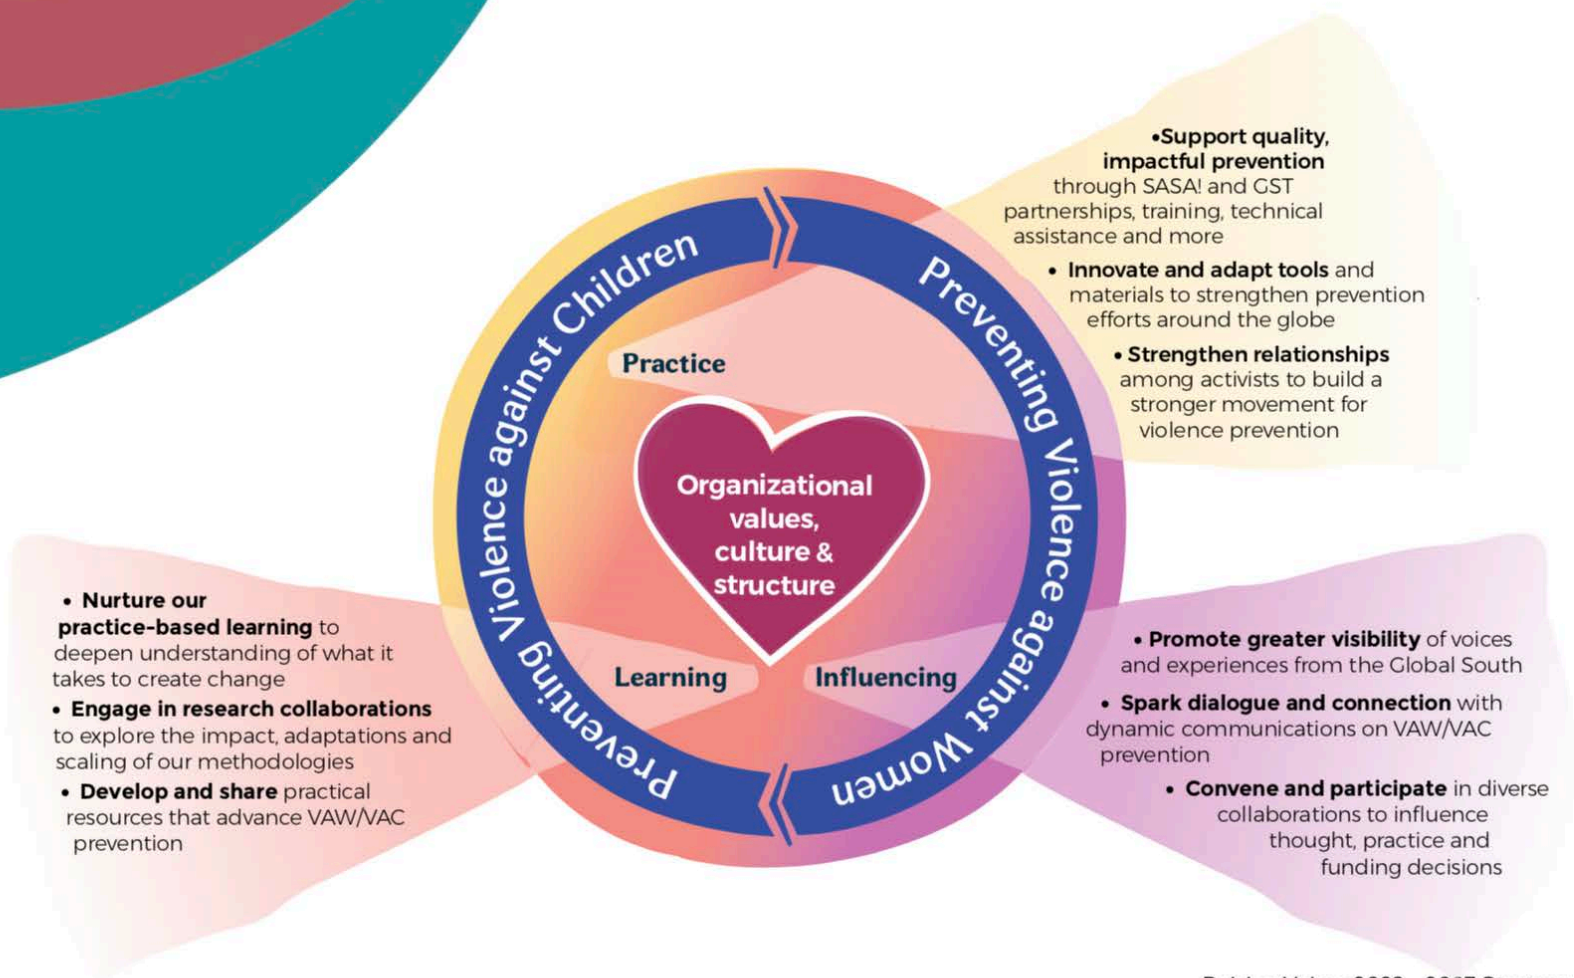 •Support quality,
impactful prevention
through SASA! and GST
partnerships, training, technical
assistance and more
• Innovate and adapt tools and
materials to strengthen prevention
efforts around the globe
• Strengthen relationships
among activists to build a
stronger movement for
violence prevention
Preventing Violence against Children
Preventing Violence against Women
Practice
Organizational
values,
culture &
structure
Learning
Influencing
• Nurture our
practice-based learning to
deepen understanding of what it
takes to create change
• Engage in research collaborations
to explore the impact, adaptations and
scaling of our methodologies
• Develop and share practical
resources that advance VAW/VAC
prevention
• Promote greater visibility of voices
and experiences from the Global South
• Spark dialogue and connection with
dynamic communications on VAW/VAC
prevention
• Convene and participate in diverse
collaborations to influence
thought, practice and
funding decisions